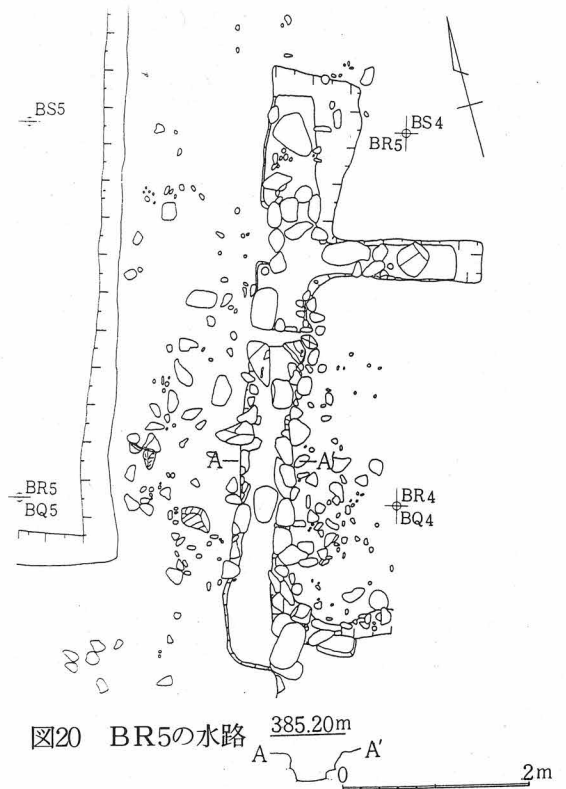 BS5
BS4
BR5
A
A'
BR5
BQ5
BR4
BQ4
図20 BR5の水路
385.20m
A
A'
0
2m